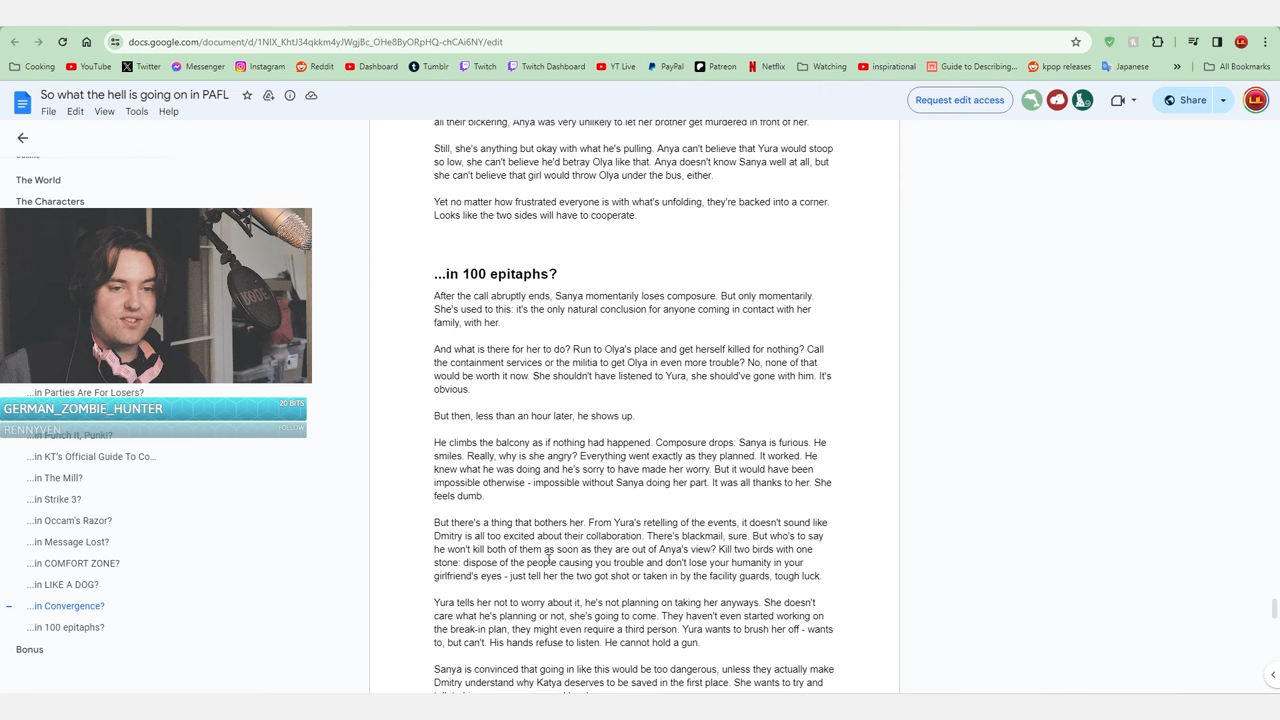 docs.google.com/document/d/1NIX_KhtJ34qkkm4yJWgjBc_OHe8ByORpHQ-chCAi6NY/edit
Cooking YouTube Twitter Messenger Instagram Reddit Dashboard Tumblr Twitch Twitch Dashboard YT Live PayPal Patreon Netflix Watching inspirational Guide to Describing... kpop releases Japanese » All Bookmarks
So what the hell is going on in PAFL
File Edit View Tools Help
Request edit access
Share
The World
The Characters
...in Parties Are For Losers?
GERMAN_ZOMBIE_HUNTER
20 BITS
RENNYVEN
FOLLOW
...in Punch It, Punk!?
...in KT's Official Guide To Co...
...in The Mill?
...in Strike 3?
...in Occam's Razor?
...in Message Lost?
...in COMFORT ZONE?
...in LIKE A DOG?
...in Convergence?
...in 100 epitaphs?
Bonus
all their bickering, Anya was very unlikely to let her brother get murdered in front of her.
Still, she's anything but okay with what he's pulling. Anya can't believe that Yura would stoop
so low, she can't believe he'd betray Olya like that. Anya doesn't know Sanya well at all, but
she can't believe that girl would throw Olya under the bus, either.
Yet no matter how frustrated everyone is with what's unfolding, they're backed into a corner.
Looks like the two sides will have to cooperate.
...in 100 epitaphs?
After the call abruptly ends, Sanya momentarily loses composure. But only momentarily.
She's used to this: it's the only natural conclusion for anyone coming in contact with her
family, with her.
And what is there for her to do? Run to Olya's place and get herself killed for nothing? Call
the containment services or the militia to get Olya in even more trouble? No, none of that
would be worth it now. She shouldn't have listened to Yura, she should've gone with him. It's
obvious.
But then, less than an hour later, he shows up.
He climbs the balcony as if nothing had happened. Composure drops: Sanya is furious. He
smiles. Really, why is she angry? Everything went exactly as they planned. It worked. He
knew what he was doing and he's sorry to have made her worry. But it would have been
impossible otherwise - impossible without Sanya doing her part. It was all thanks to her. She
feels dumb.
But there's a thing that bothers her. From Yura's retelling of the events, it doesn't sound like
Dmitry is all too excited about their collaboration. There's blackmail, sure. But who's to say
he won't kill both of them as soon as they are out of Anya's view? Kill two birds with one
stone: dispose of the people causing you trouble and don't lose your humanity in your
girlfriend's eyes - just tell her the two got shot or taken in by the facility guards, tough luck.
Yura tells her not to worry about it, he's not planning on taking her anyways. She doesn't
care what he's planning or not, she's going to come. They haven't even started working on
the break-in plan, they might even require a third person. Yura wants to brush her off - wants
to, but can't. His hands refuse to listen. He cannot hold a gun.
Sanya is convinced that going in like this would be too dangerous, unless they actually make
Dmitry understand why Katya deserves to be saved in the first place. She wants to try and